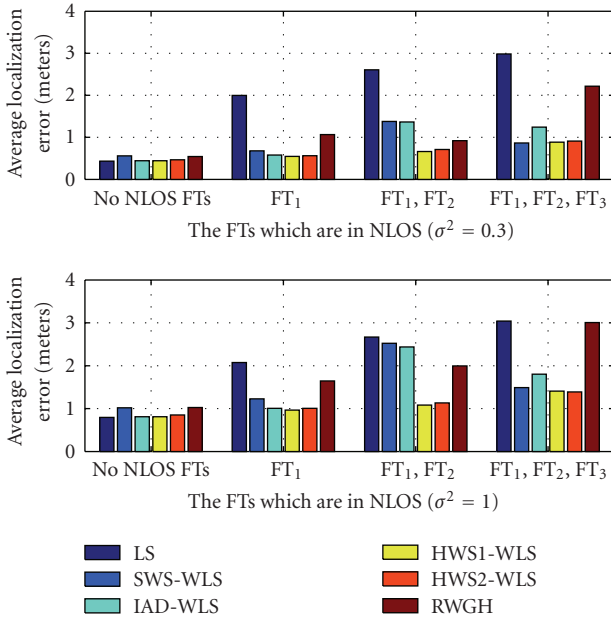 4
3
2
1
0
Average localization
error (meters)
No NLOS FTs FT₁ FT₁, FT₂ FT₁, FT₂, FT₃
The FTs which are in NLOS (σ² = 0.3)
4
3
2
1
0
Average localization
error (meters)
No NLOS FTs FT₁ FT₁, FT₂ FT₁, FT₂, FT₃
The FTs which are in NLOS (σ² = 1)
LS HWS1-WLS
SWS-WLS HWS2-WLS
IAD-WLS RWGH